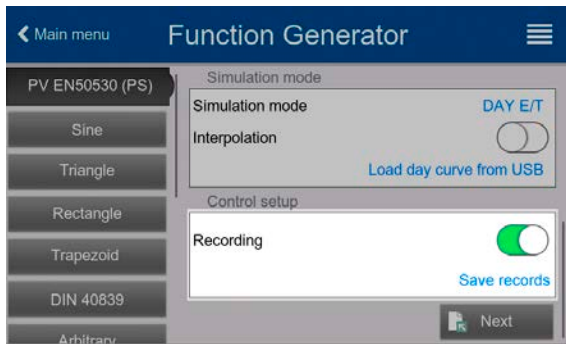 Main menu
Function Generator
PV EN50530 (PS)
Sine
Triangle
Rectangle
Trapezoid
DIN 40839
Arbitrary
Simulation mode
Simulation mode DAY E/T
Interpolation
Load day curve from USB
Control setup
Recording
Save records
Next